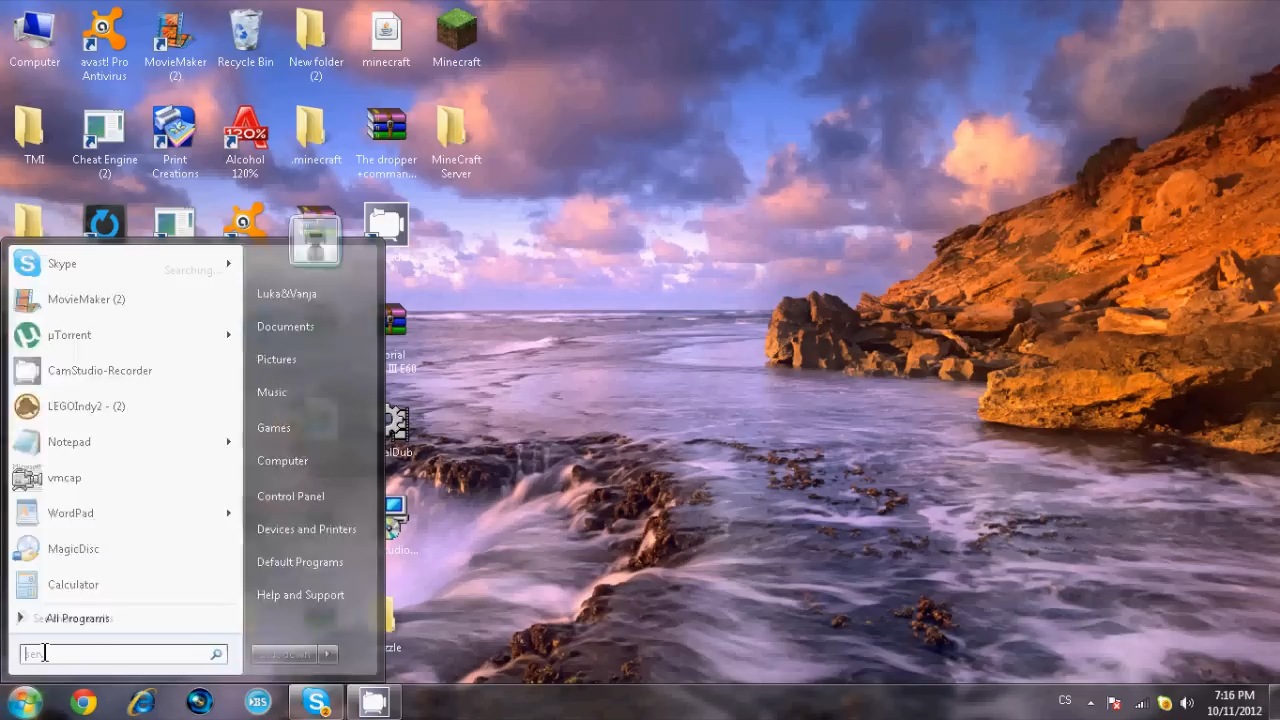 Computer
avast! Pro
Antivirus
MovieMaker
(2)
Recycle Bin
New folder
(2)
minecraft
Minecraft
TMI
Cheat Engine
(2)
Print
Creations
Alcohol
120%
.minecraft
The dropper
+comman...
MineCraft
Server
Skype
Searching...
MovieMaker (2)
µTorrent
CamStudio-Recorder
LEGOIndy2 - (2)
Notepad
vmcap
WordPad
MagicDisc
Calculator
All Programs
Luka&Vanja
Documents
Pictures
Music
Games
Computer
Control Panel
Devices and Printers
Default Programs
Help and Support
CS
7:16 PM
10/11/2012